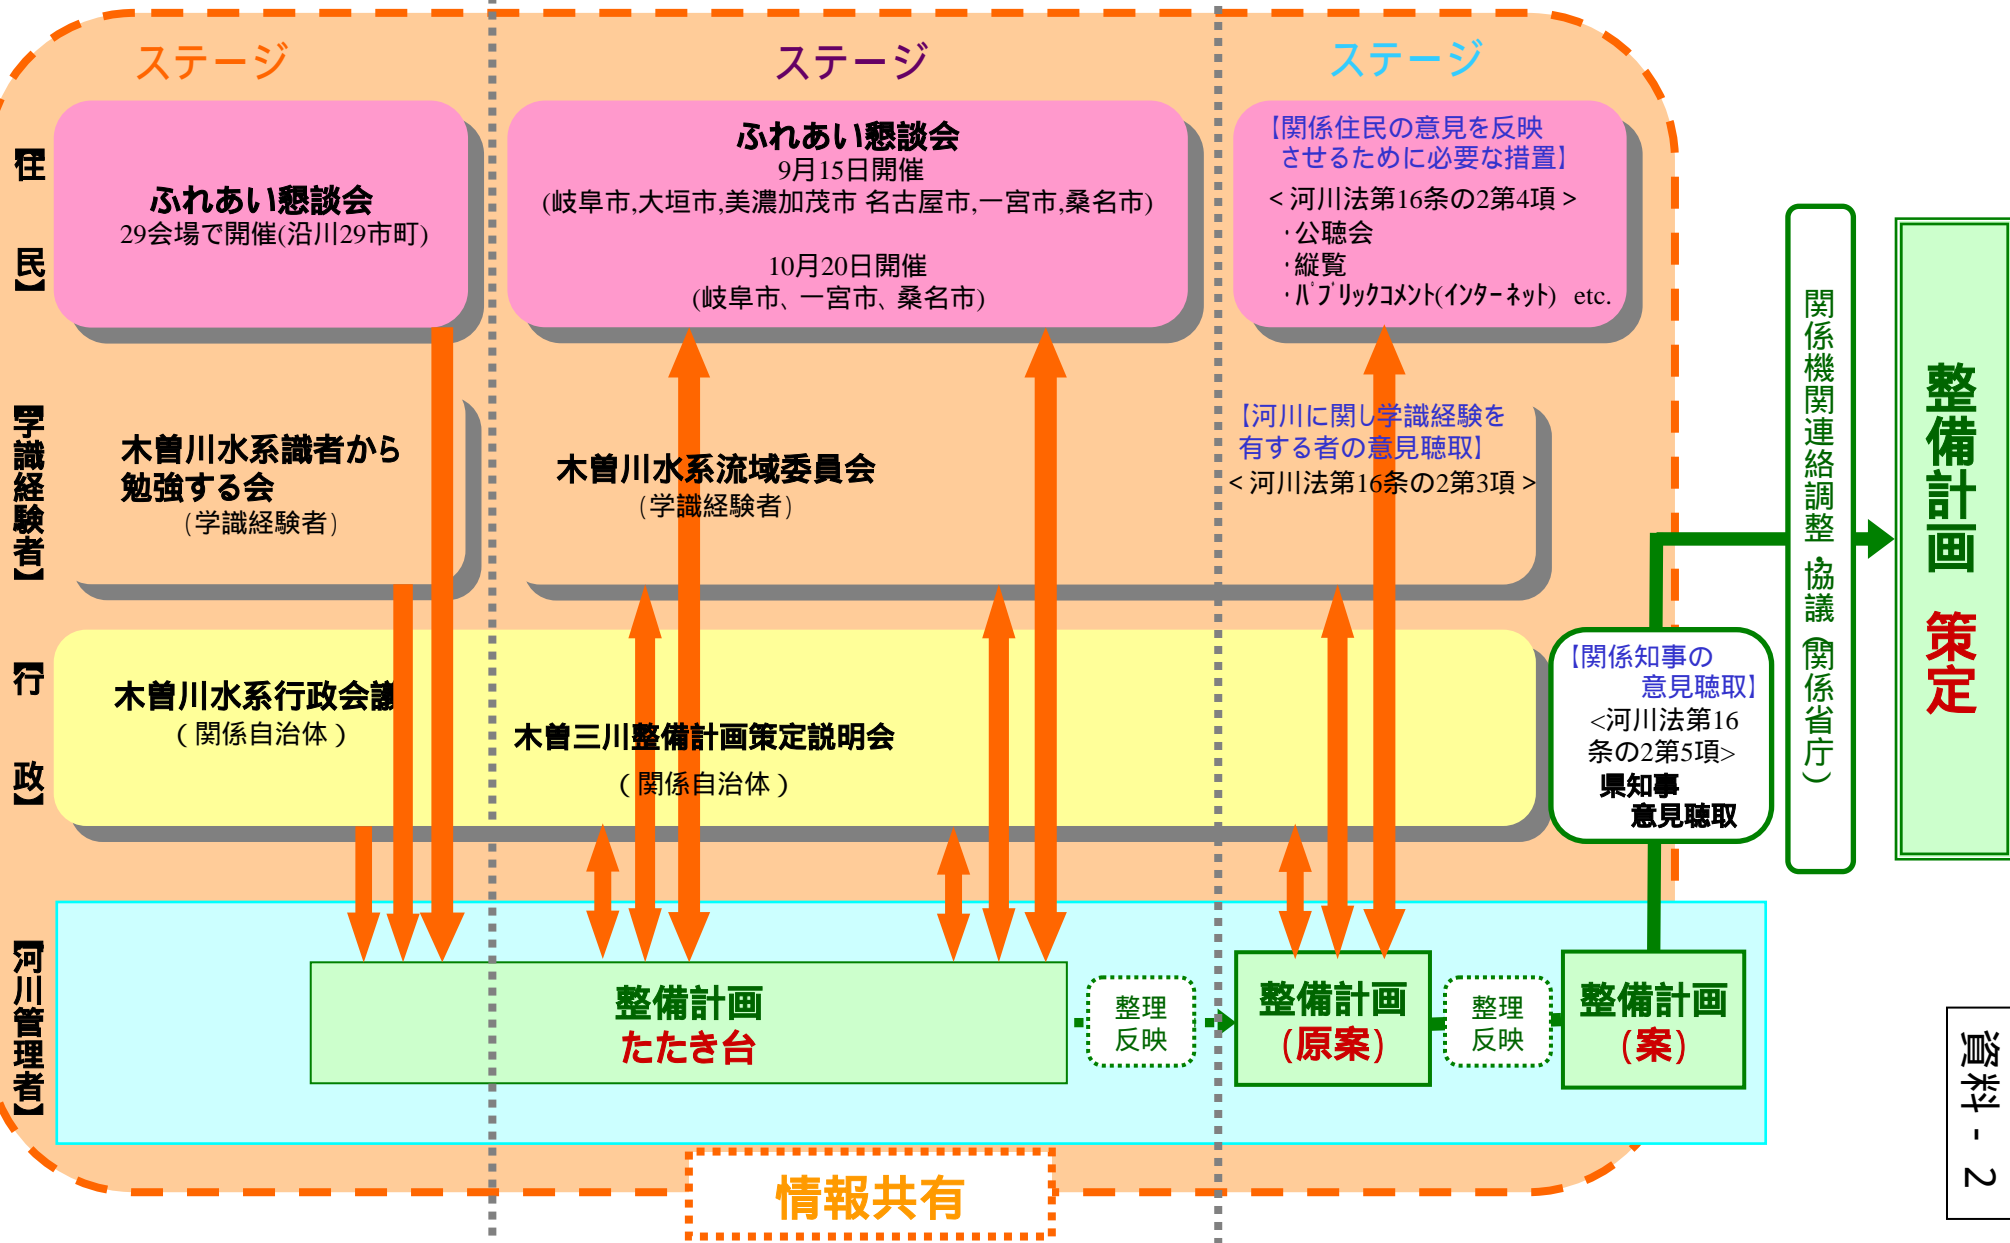 ステージ
ステージ
ステージ
【住民】
ふれあい懇談会
29会場で開催(沿川29市町)
ふれあい懇談会
9月15日開催
(岐阜市,大垣市,美濃加茂市 名古屋市,一宮市,桑名市)
10月20日開催
(岐阜市、一宮市、桑名市)
【関係住民の意見を反映
させるために必要な措置】
<河川法第16条の2第4項>
・公聴会
・縦覧
・パブリックコメント(インターネット) etc.
【学識経験者】
木曽川水系識者から
勉強する会
(学識経験者)
木曽川水系流域委員会
(学識経験者)
【河川に関し学識経験を
有する者の意見聴取】
<河川法第16条の2第3項>
【行政】
木曽川水系行政会議
(関係自治体)
木曽三川整備計画策定説明会
(関係自治体)
【関係知事の
意見聴取】
<河川法第16
条の2第5項>
県知事
意見聴取
【河川管理者】
整備計画
たたき台
整理
反映
整備計画
(原案)
整理
反映
整備計画
(案)
関係機関連絡調整・協議(関係省庁)
整備計画 策定
情報共有
資料-2